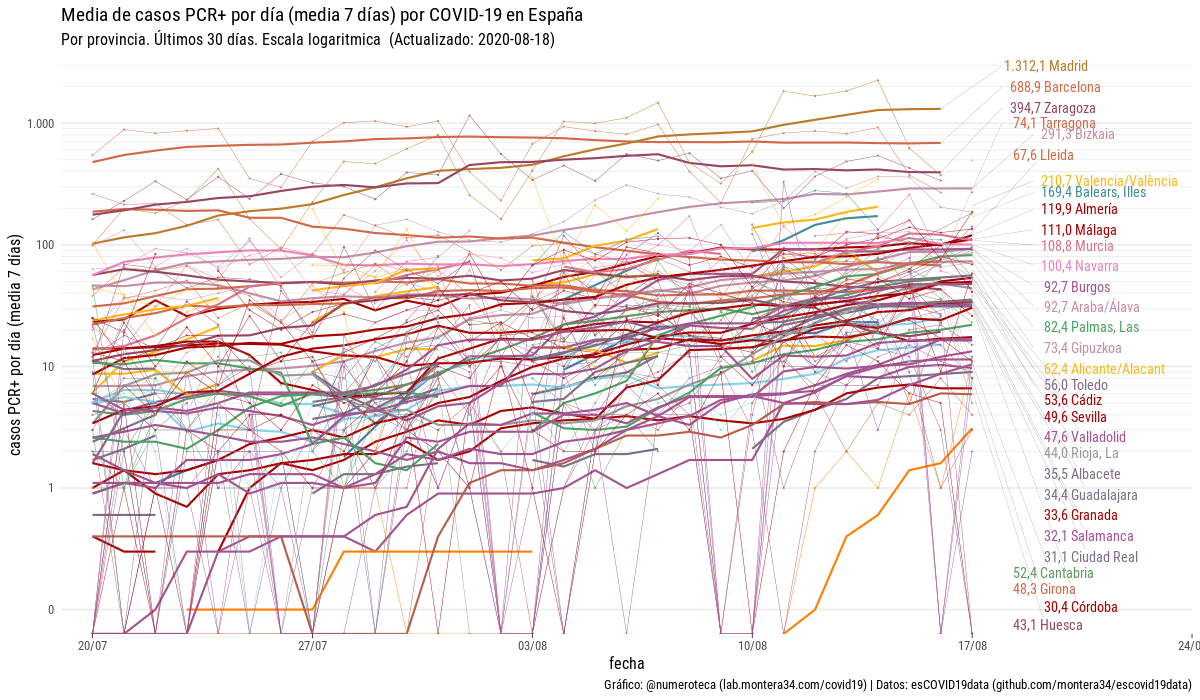 Media de casos PCR+ por día (media 7 días) por COVID-19 en España
Por provincia. Últimos 30 días. Escala logaritmica (Actualizado: 2020-08-18)
casos PCR+ por día (media 7 días)
1.000
100
10
1
0
1.312,1 Madrid
688,9 Barcelona
394,7 Zaragoza
74,1 Tarragona
291,3 Bizkaia
67,6 Lleida
210,7 Valencia/València
169,4 Balears, Illes
119,9 Almería
111,0 Málaga
108,8 Murcia
100,4 Navarra
92,7 Burgos
92,7 Araba/Álava
82,4 Palmas, Las
73,4 Gipuzkoa
62,4 Alicante/Alacant
56,0 Toledo
53,6 Cádiz
49,6 Sevilla
47,6 Valladolid
44,0 Rioja, La
35,5 Albacete
34,4 Guadalajara
33,6 Granada
32,1 Salamanca
31,1 Ciudad Real
52,4 Cantabria
48,3 Girona
30,4 Córdoba
43,1 Huesca
20/07
27/07
03/08
10/08
17/08
24/0
fecha
Gráfico: @numeroteca (lab.montera34.com/covid19) | Datos: esCOVID19data (github.com/montera34/escovid19data)